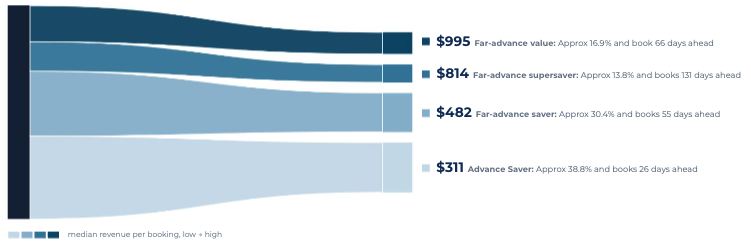 $995 Far-advance value: Approx 16.9% and book 66 days ahead
$814 Far-advance supersaver: Approx 13.8% and books 131 days ahead
$482 Far-advance saver: Approx 30.4% and books 55 days ahead
$311 Advance Saver: Approx 38.8% and books 26 days ahead
median revenue per booking, low → high